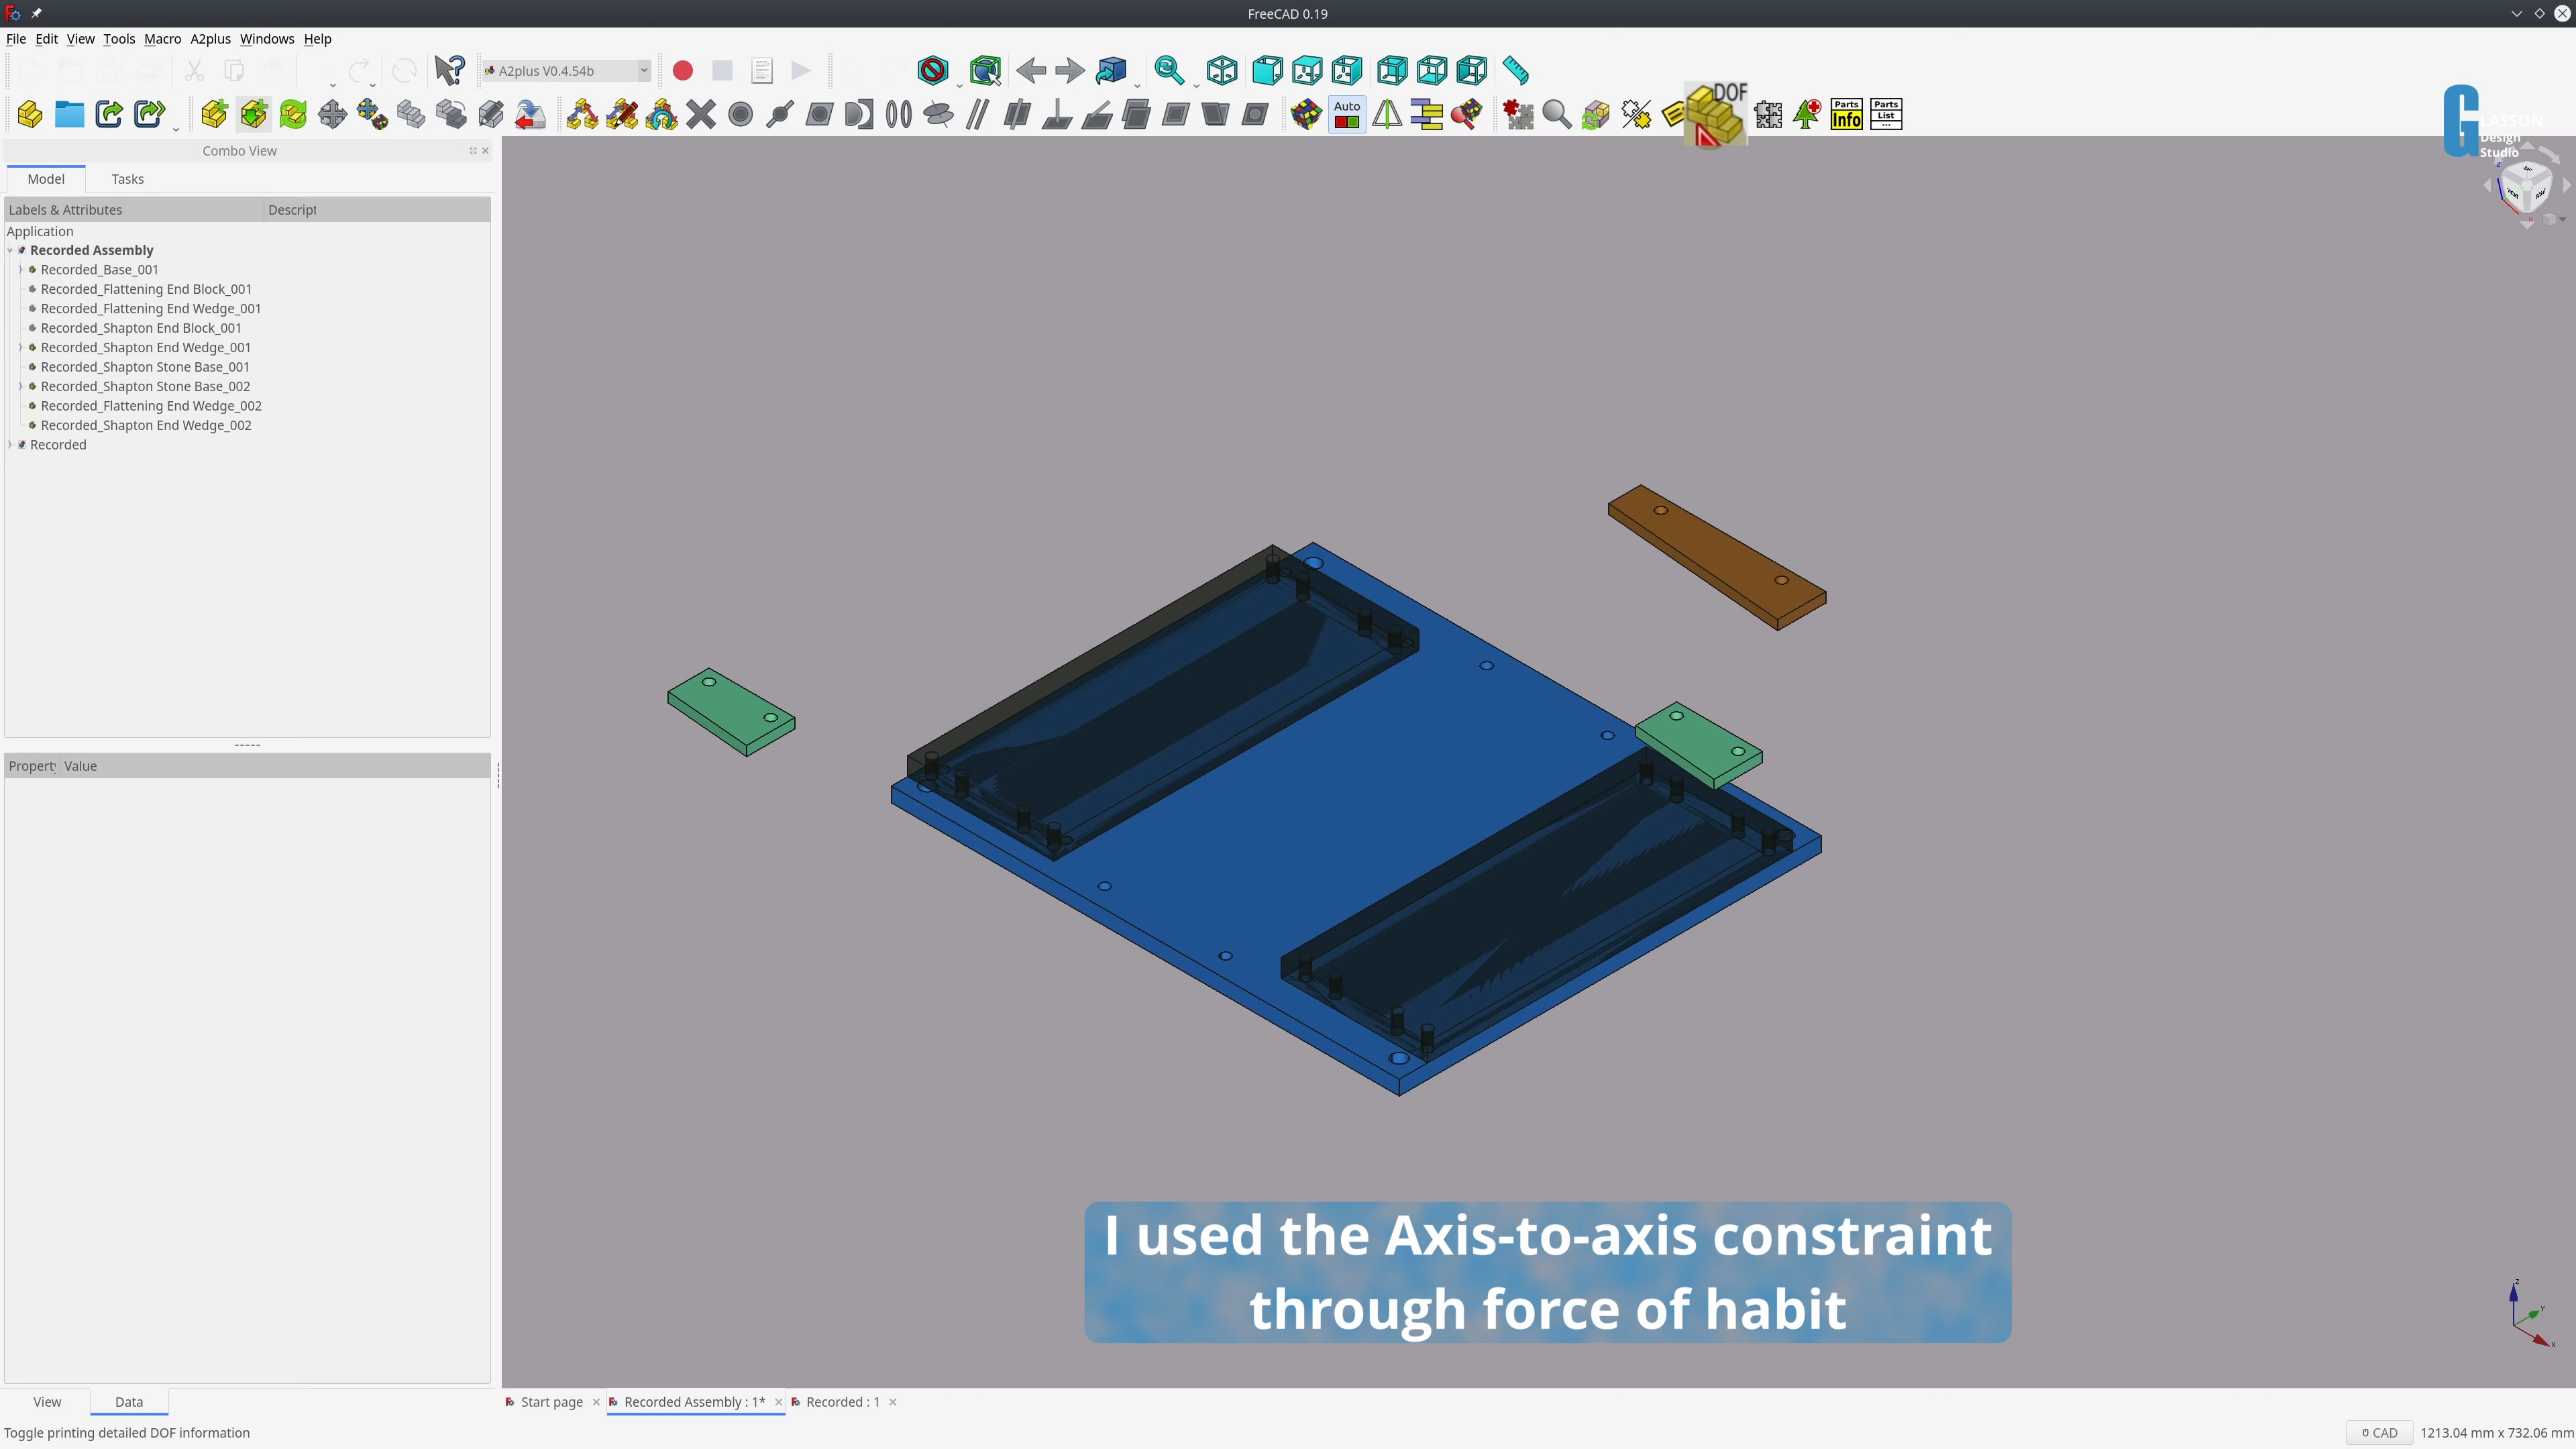 FreeCAD 0.19
File Edit View Tools Macro A2plus Windows Help
A2plus V0.4.54b
Auto
DOF
Parts
Info
Parts
List
...
Combo View
Model Tasks
Labels & Attributes Descript
Application
Recorded Assembly
Recorded_Base_001
Recorded_Flattening End Block_001
Recorded_Flattening End Wedge_001
Recorded_Shapton End Block_001
Recorded_Shapton End Wedge_001
Recorded_Shapton Stone Base_001
Recorded_Shapton Stone Base_002
Recorded_Flattening End Wedge_002
Recorded_Shapton End Wedge_002
Recorded
GLASSON
Design
Studio
Property Value
I used the Axis-to-axis constraint
through force of habit
Z
Y
X
View Data
Start page Recorded Assembly : 1* Recorded : 1
Toggle printing detailed DOF information
CAD 1213.04 mm x 732.06 mm